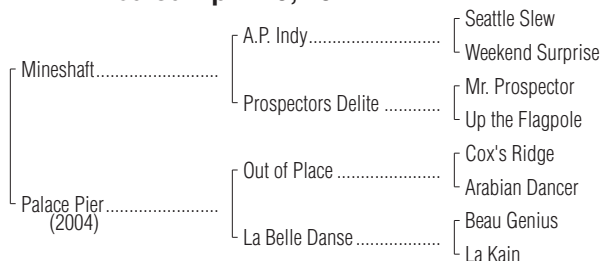 Seattle Slew
A.P. Indy........................................
Weekend Surprise
Mineshaft.............................
Mr. Prospector
Prospectors Delite .................
Up the Flagpole
Cox's Ridge
Out of Place ...............................
Arabian Dancer
Palace Pier...........................
(2004)
Beau Genius
La Belle Danse.........................
La Kain